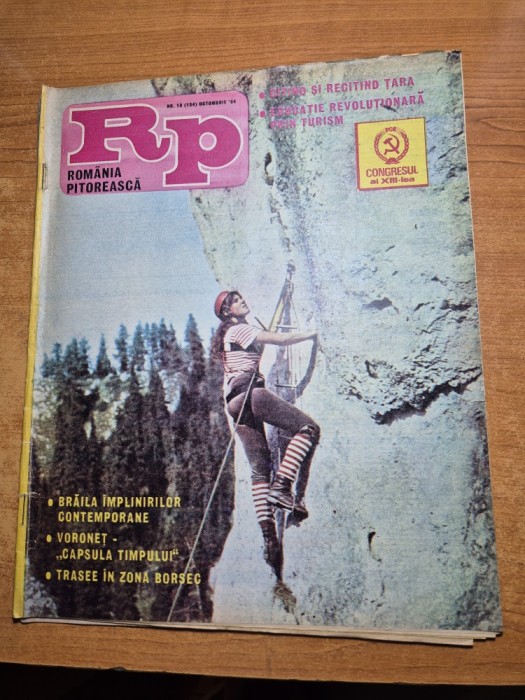 NR. 10 (154) OCTOMBRIE '84
Rp
ROMÂNIA
PITOREASCĂ
• CITIND ȘI RECITIND ȚARA
• EDUCAȚIE REVOLUȚIONARĂ
PRIN TURISM
PCR
CONGRESUL
al XIII-lea
• BRĂILA ÎMPLINIRILOR
CONTEMPORANE
• VORONEȚ -
„CAPSULA TIMPULUI“
• TRASEE ÎN ZONA BORSEC